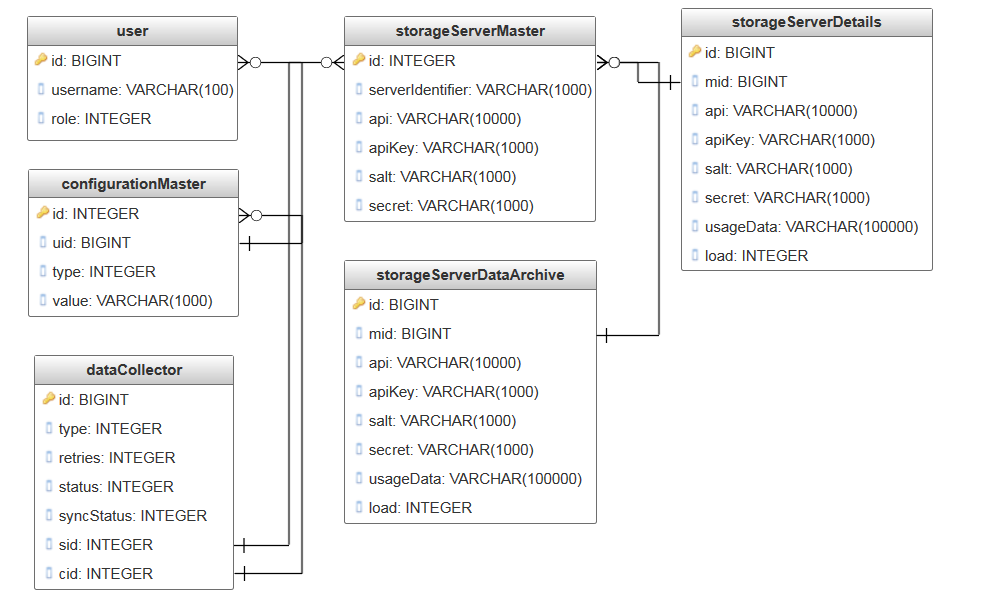 user
id: BIGINT
username: VARCHAR(100)
role: INTEGER
configurationMaster
id: INTEGER
uid: BIGINT
type: INTEGER
value: VARCHAR(1000)
dataCollector
id: BIGINT
type: INTEGER
retries: INTEGER
status: INTEGER
syncStatus: INTEGER
sid: INTEGER
cid: INTEGER
storageServerMaster
id: INTEGER
serverIdentifier: VARCHAR(1000)
api: VARCHAR(10000)
apiKey: VARCHAR(1000)
salt: VARCHAR(1000)
secret: VARCHAR(1000)
storageServerDataArchive
id: BIGINT
mid: BIGINT
api: VARCHAR(10000)
apiKey: VARCHAR(1000)
salt: VARCHAR(1000)
secret: VARCHAR(1000)
usageData: VARCHAR(100000)
load: INTEGER
storageServerDetails
id: BIGINT
mid: BIGINT
api: VARCHAR(10000)
apiKey: VARCHAR(1000)
salt: VARCHAR(1000)
secret: VARCHAR(1000)
usageData: VARCHAR(100000)
load: INTEGER